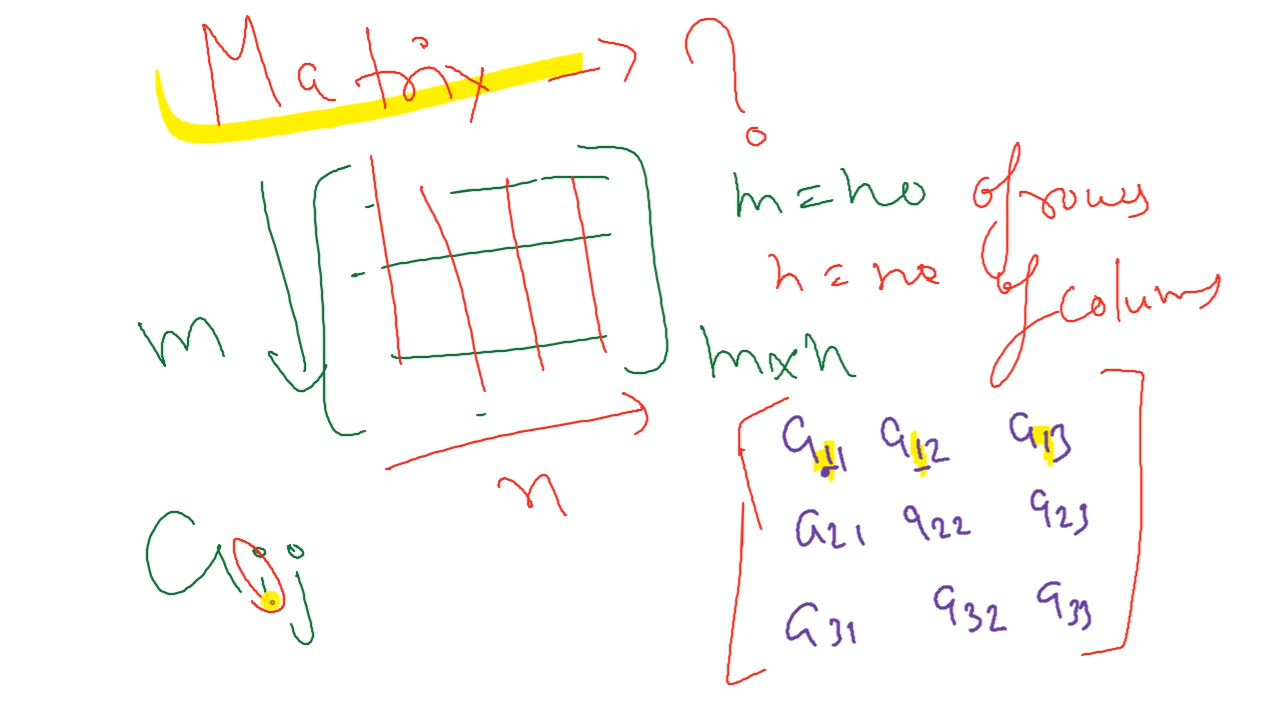 Matrix → ?
m = no of rows
n = no of colums
m
m×n
n
a11 a12 a13
a21 a22 a23
a31 a32 a33
aij